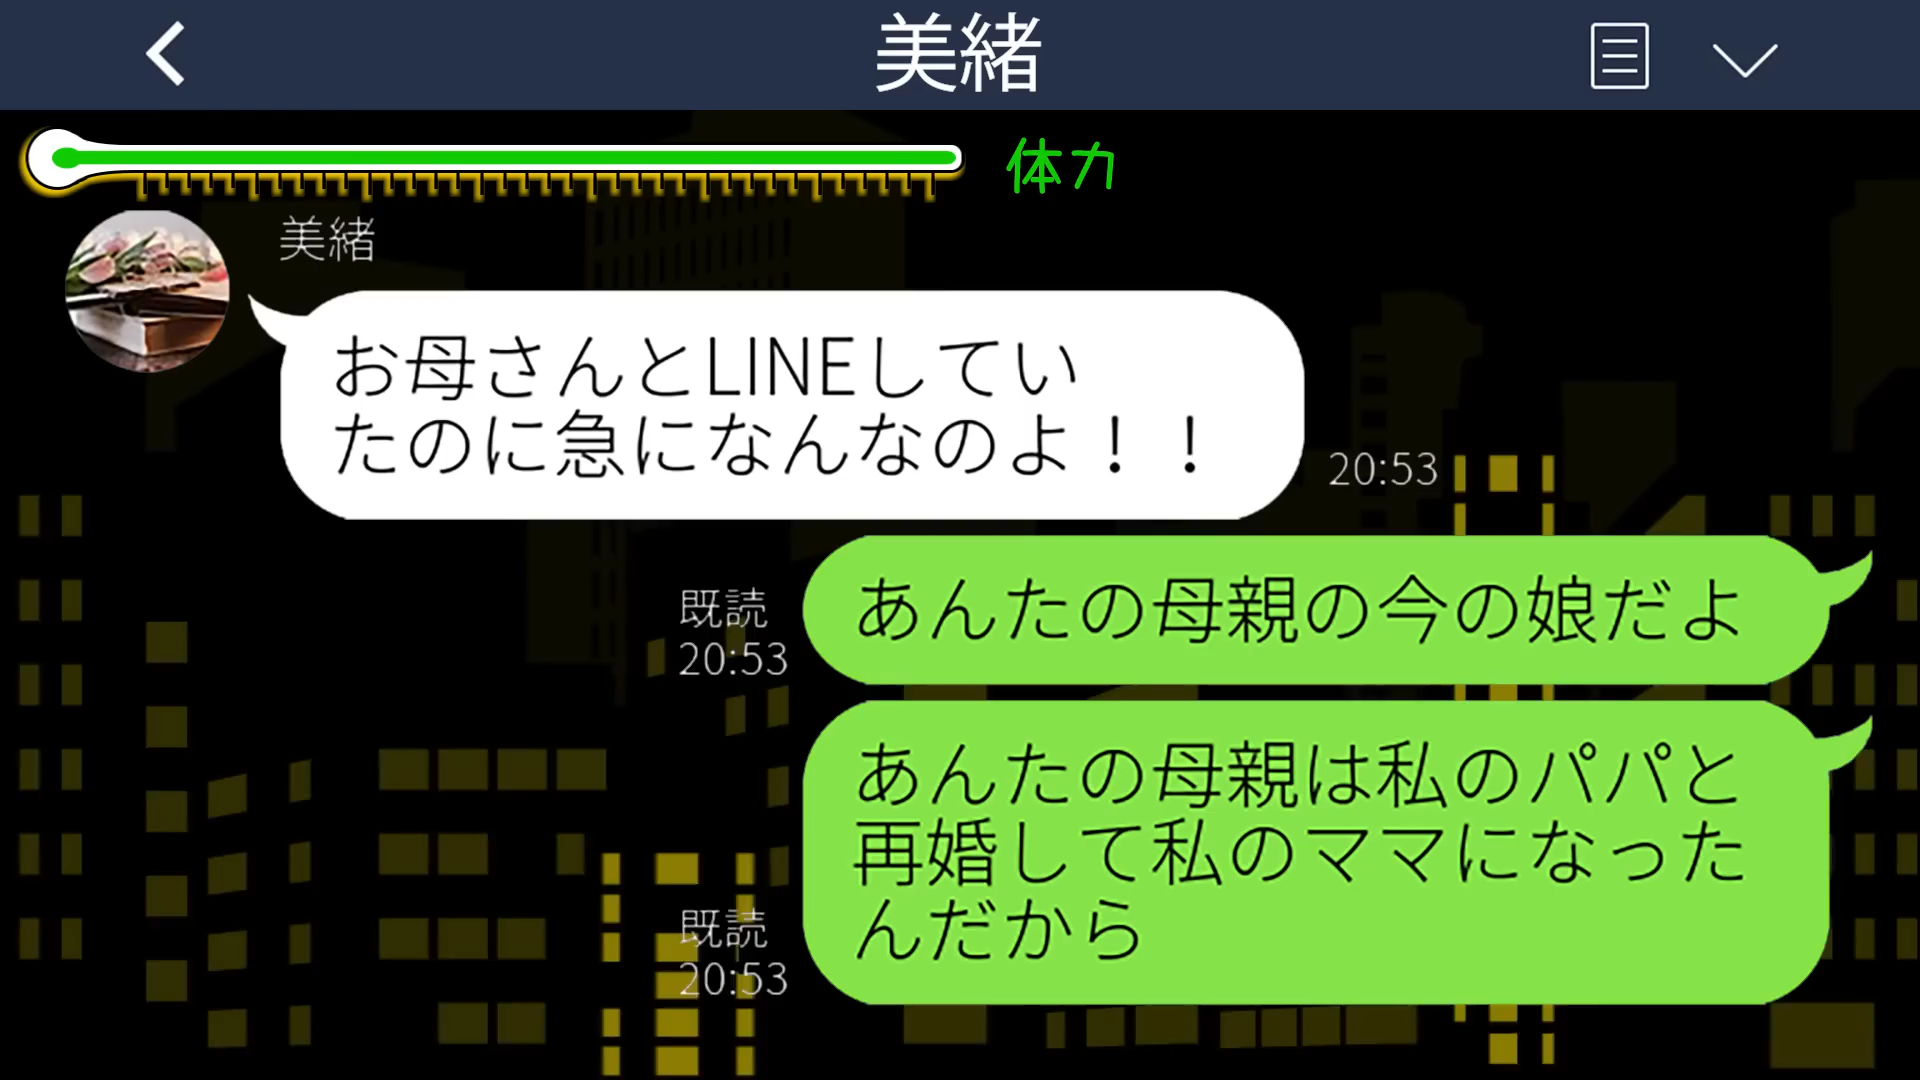 美緒
体力
美緒
お母さんとLINEしてい
たのに急になんなのよ！！
20:53
あんたの母親の今の娘だよ
既読
20:53
あんたの母親は私のパパと
再婚して私のママになった
んだから
既読
20:53